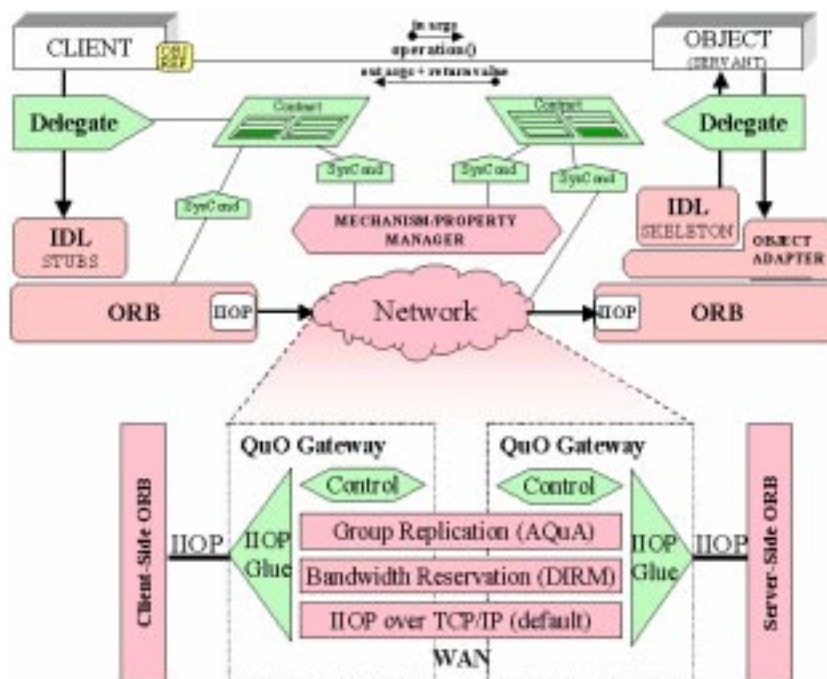 in args
CLIENT
OBJ
REF
operation()
OBJECT
(SERVANT)
out args + return value
Delegate
Contract
Contract
Delegate
SysCond
SysCond
SysCond
SysCond
IDL
STUBS
MECHANISM/PROPERTY
MANAGER
IDL
SKELETON
OBJECT
ADAPTER
ORB
IIOP
Network
IIOP
ORB
QuO Gateway
QuO Gateway
Control
Control
Client-Side ORB
IIOP
IIOP
Glue
Group Replication (AQuA)
Bandwidth Reservation (DIRM)
IIOP over TCP/IP (default)
IIOP
Glue
IIOP
Server-Side ORB
WAN